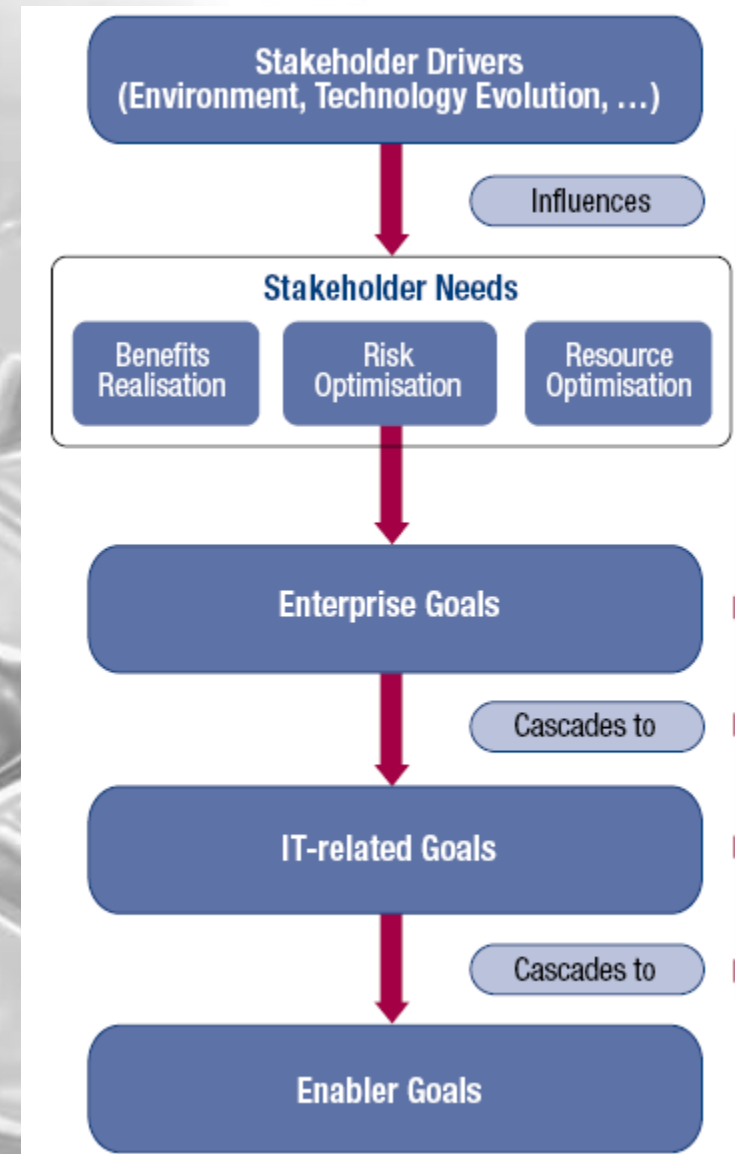 Stakeholder Drivers
(Environment, Technology Evolution, …)
Influences
Stakeholder Needs
Benefits
Realisation
Risk
Optimisation
Resource
Optimisation
Enterprise Goals
Cascades to
IT-related Goals
Cascades to
Enabler Goals